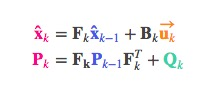 x̂ₖ = Fₖx̂ₖ₋₁ + Bₖu⃗ₖ
Pₖ = FₖPₖ₋₁Fₖᵀ + Qₖ